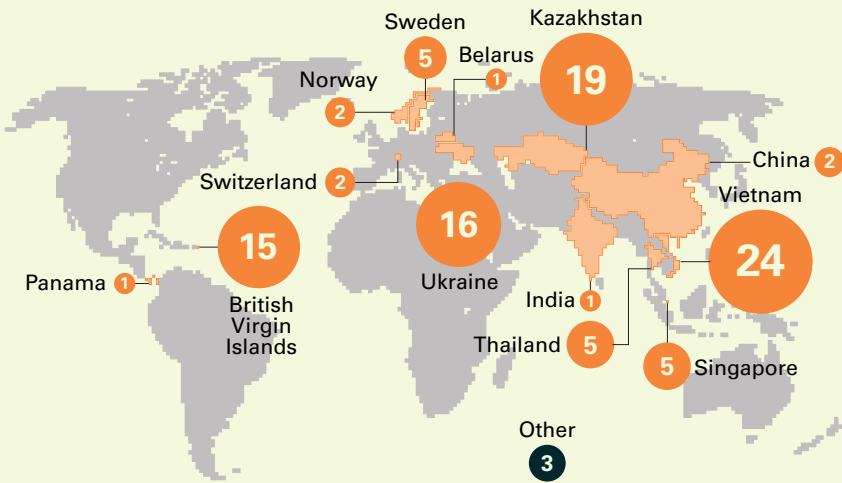 Sweden
5
Kazakhstan
19
Belarus
1
Norway
2
Switzerland
2
China 2
Vietnam
24
15
British
Virgin
Islands
Panama 1
16
Ukraine
India 1
Thailand 5
5 Singapore
Other
3